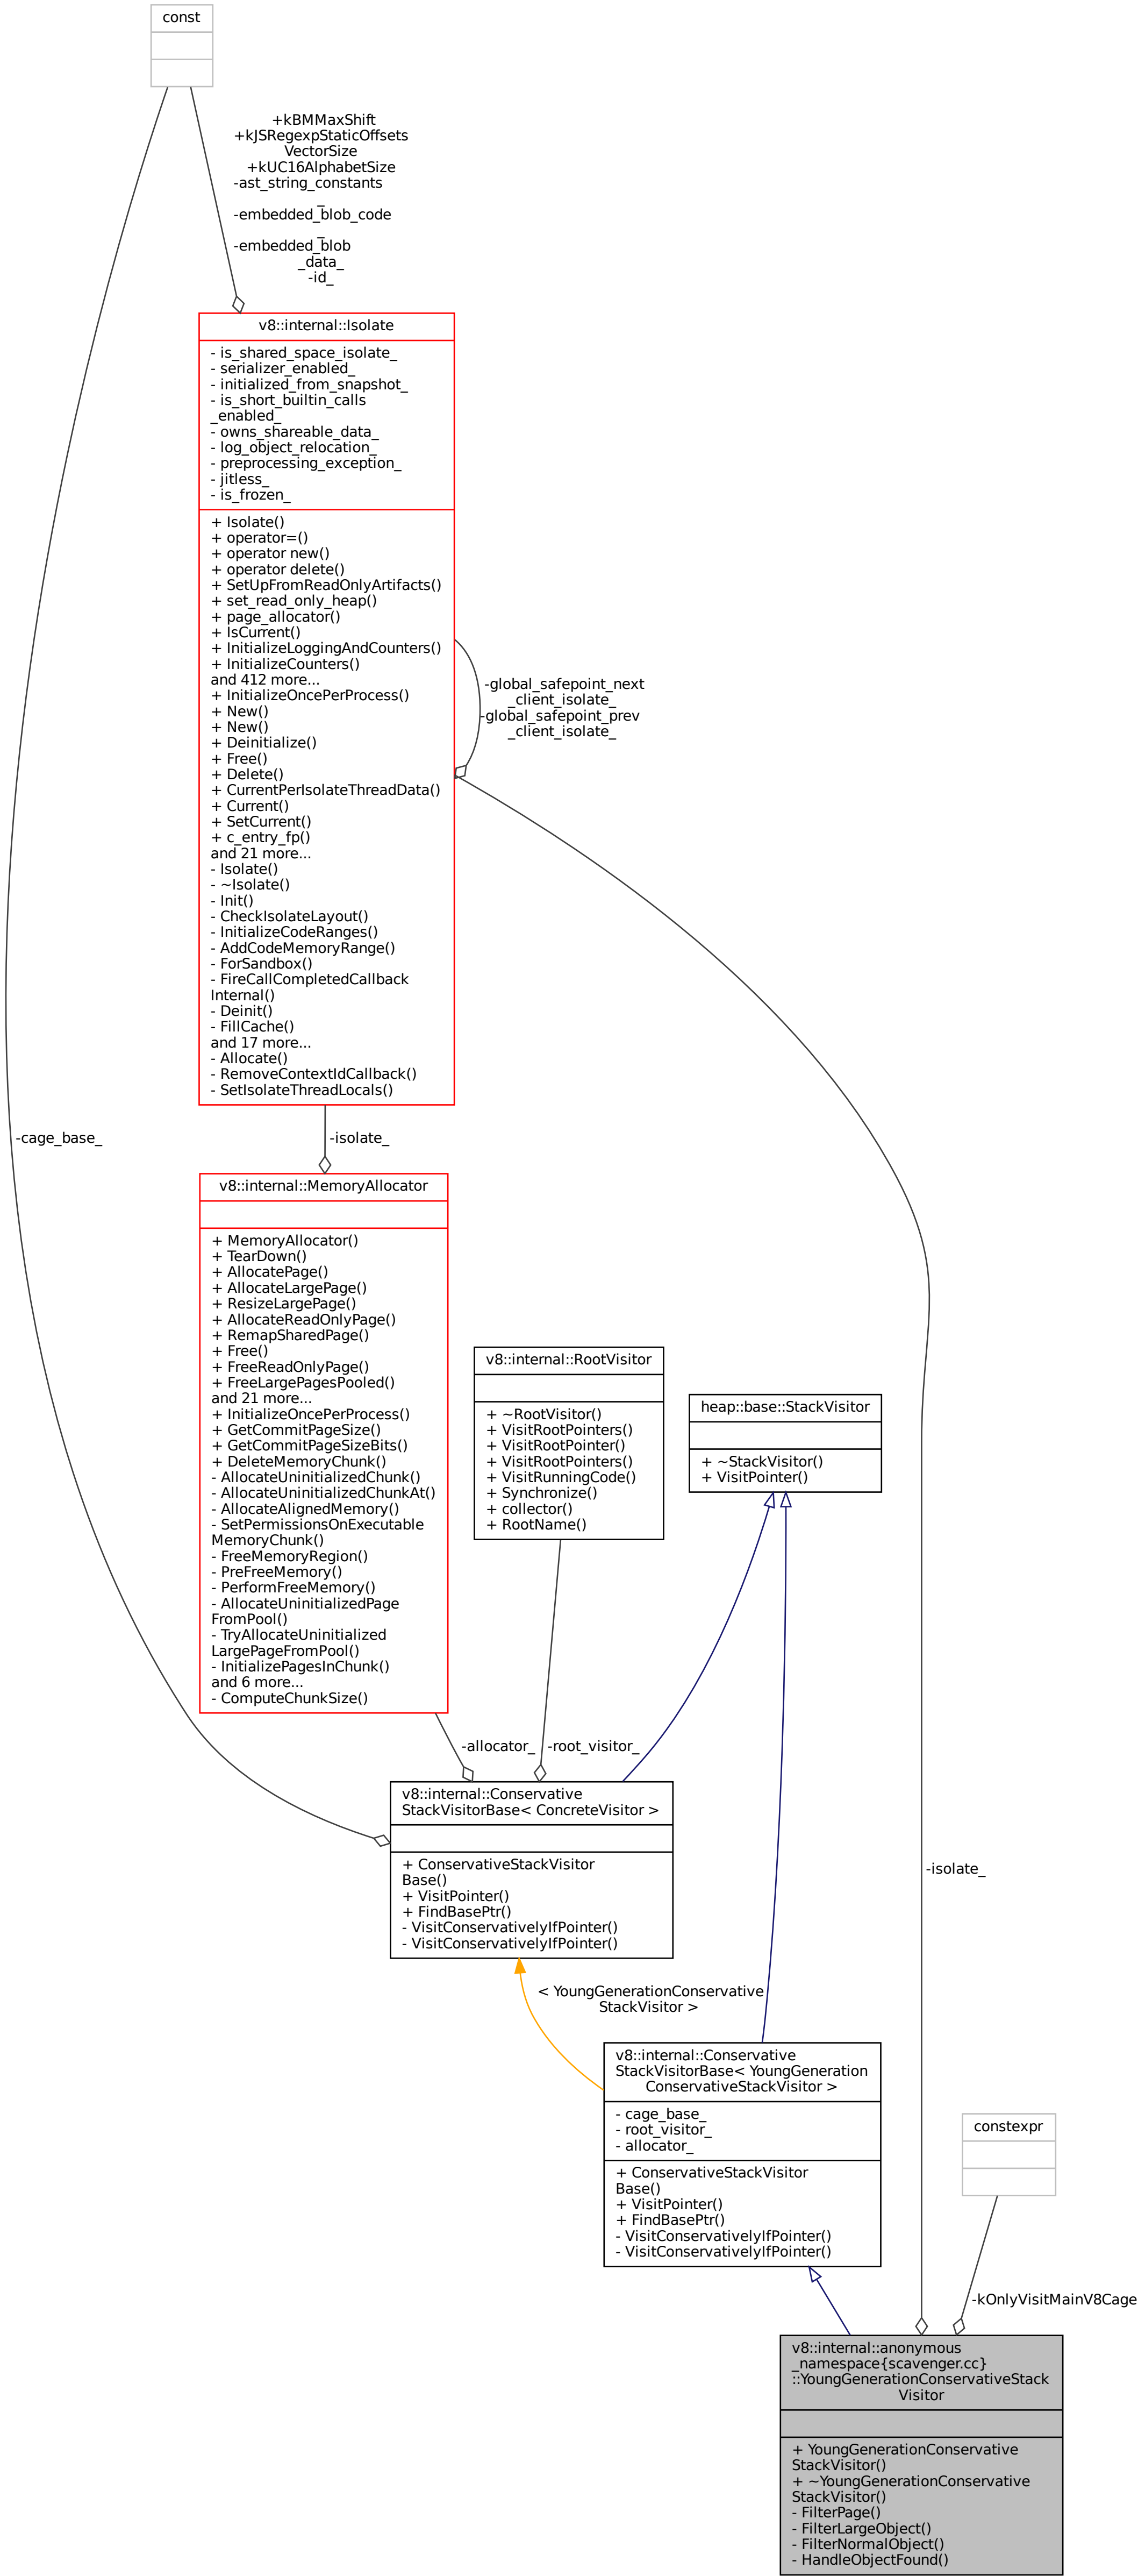 const
+kBMMaxShift
+kJSRegexpStaticOffsets
VectorSize
+kUC16AlphabetSize
-ast_string_constants
_
-embedded_blob_code
_
-embedded_blob
_data_
-id_
v8::internal::Isolate
- is_shared_space_isolate_
- serializer_enabled_
- initialized_from_snapshot_
- is_short_builtin_calls
_enabled_
- owns_shareable_data_
- log_object_relocation_
- preprocessing_exception_
- jitless_
- is_frozen_
+ Isolate()
+ operator=()
+ operator new()
+ operator delete()
+ SetUpFromReadOnlyArtifacts()
+ set_read_only_heap()
+ page_allocator()
+ IsCurrent()
+ InitializeLoggingAndCounters()
+ InitializeCounters()
and 412 more...
+ InitializeOncePerProcess()
+ New()
+ New()
+ Deinitialize()
+ Free()
+ Delete()
+ CurrentPerIsolateThreadData()
+ Current()
+ SetCurrent()
+ c_entry_fp()
and 21 more...
- Isolate()
- ~Isolate()
- Init()
- CheckIsolateLayout()
- InitializeCodeRanges()
- AddCodeMemoryRange()
- ForSandbox()
- FireCallCompletedCallback
Internal()
- Deinit()
- FillCache()
and 17 more...
- Allocate()
- RemoveContextIdCallback()
- SetIsolateThreadLocals()
-global_safepoint_next
_client_isolate_
-global_safepoint_prev
_client_isolate_
-cage_base_
-isolate_
v8::internal::MemoryAllocator
+ MemoryAllocator()
+ TearDown()
+ AllocatePage()
+ AllocateLargePage()
+ ResizeLargePage()
+ AllocateReadOnlyPage()
+ RemapSharedPage()
+ Free()
+ FreeReadOnlyPage()
+ FreeLargePagesPooled()
and 21 more...
+ InitializeOncePerProcess()
+ GetCommitPageSize()
+ GetCommitPageSizeBits()
+ DeleteMemoryChunk()
- AllocateUninitializedChunk()
- AllocateUninitializedChunkAt()
- AllocateAlignedMemory()
- SetPermissionsOnExecutable
MemoryChunk()
- FreeMemoryRegion()
- PreFreeMemory()
- PerformFreeMemory()
- AllocateUninitializedPage
FromPool()
- TryAllocateUninitialized
LargePageFromPool()
- InitializePagesInChunk()
and 6 more...
- ComputeChunkSize()
v8::internal::RootVisitor
+ ~RootVisitor()
+ VisitRootPointers()
+ VisitRootPointer()
+ VisitRootPointers()
+ VisitRunningCode()
+ Synchronize()
+ collector()
+ RootName()
heap::base::StackVisitor
+ ~StackVisitor()
+ VisitPointer()
-allocator_
-root_visitor_
v8::internal::Conservative
StackVisitorBase< ConcreteVisitor >
+ ConservativeStackVisitor
Base()
+ VisitPointer()
+ FindBasePtr()
- VisitConservativelyIfPointer()
- VisitConservativelyIfPointer()
-isolate_
< YoungGenerationConservative
StackVisitor >
v8::internal::Conservative
StackVisitorBase< YoungGeneration
ConservativeStackVisitor >
- cage_base_
- root_visitor_
- allocator_
+ ConservativeStackVisitor
Base()
+ VisitPointer()
+ FindBasePtr()
- VisitConservativelyIfPointer()
- VisitConservativelyIfPointer()
constexpr
-kOnlyVisitMainV8Cage
v8::internal::anonymous
_namespace{scavenger.cc}
::YoungGenerationConservativeStack
Visitor
+ YoungGenerationConservative
StackVisitor()
+ ~YoungGenerationConservative
StackVisitor()
- FilterPage()
- FilterLargeObject()
- FilterNormalObject()
- HandleObjectFound()